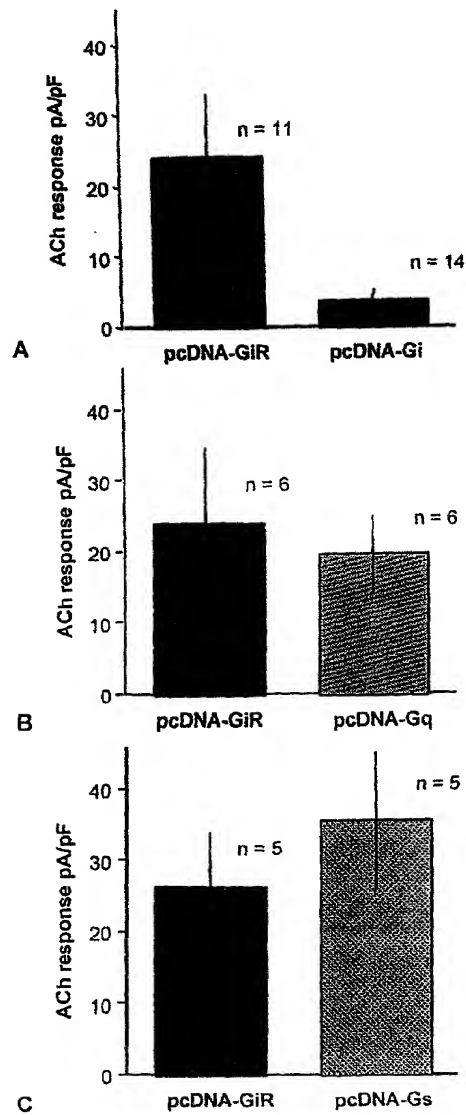 ACh response pA/pF
40
30
20
10
0
n = 11
n = 14
pcDNA-GiR
pcDNA-Gi
A
ACh response pA/pF
40
30
20
10
0
n = 6
n = 6
pcDNA-GiR
pcDNA-Gq
B
ACh response pA/pF
40
30
20
10
0
n = 5
n = 5
pcDNA-GiR
pcDNA-Gs
C